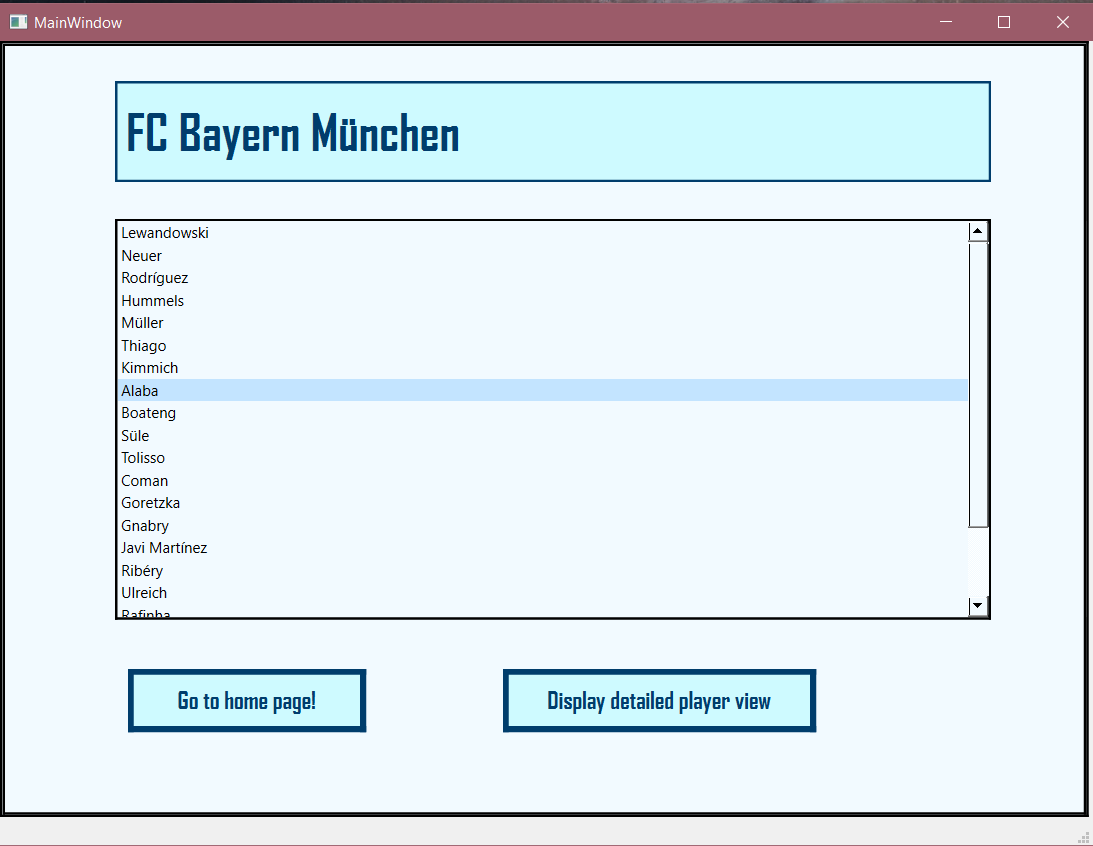 MainWindow
FC Bayern München
Lewandowski
Neuer
Rodríguez
Hummels
Müller
Thiago
Kimmich
Alaba
Boateng
Süle
Tolisso
Coman
Goretzka
Gnabry
Javi Martínez
Ribéry
Ulreich
Rafinha
Go to home page!
Display detailed player view